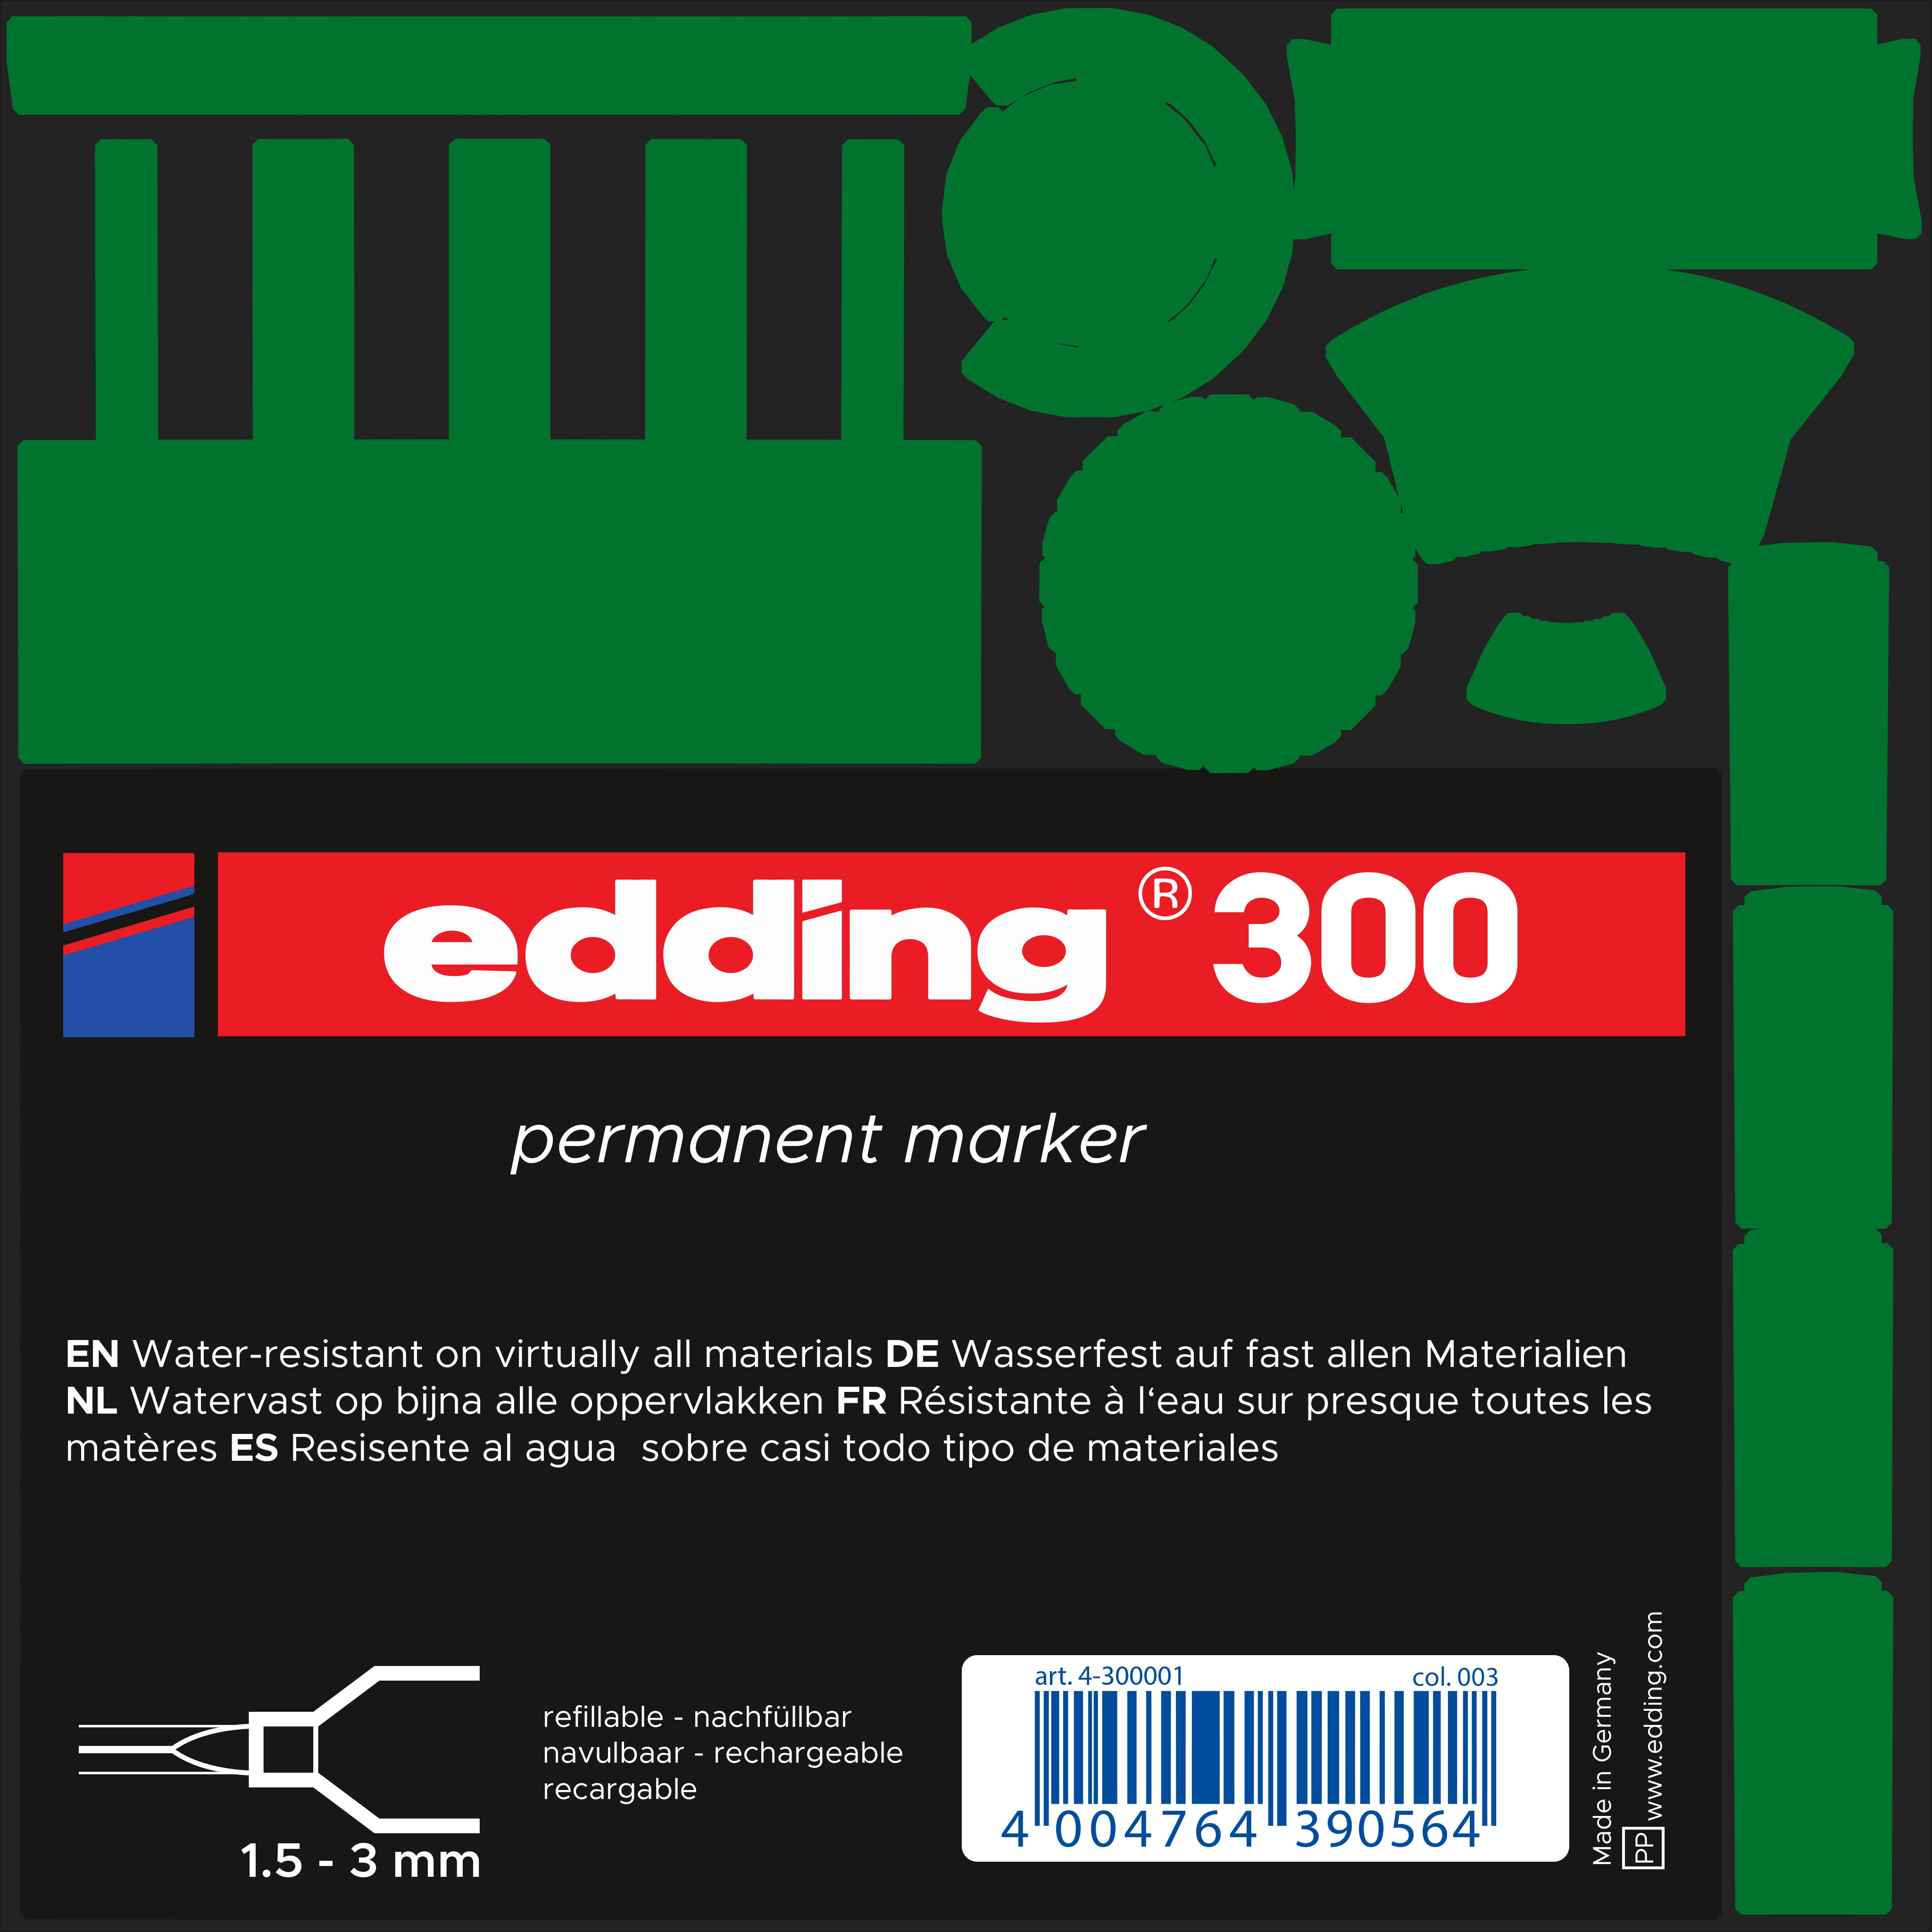 edding® 300
permanent marker
EN Water-resistant on virtually all materials DE Wasserfest auf fast allen Materialien
NL Watervast op bijna alle oppervlakken FR Résistante à l‘eau sur presque toutes les
matères ES Resisente al agua  sobre casi todo tipo de materiales
1.5 - 3 mm
refillable - nachfüllbar
navulbaar - rechargeable
recargable
art. 4-300001 col. 003
4 004764 390564
Made in Germany
PP www.edding.com